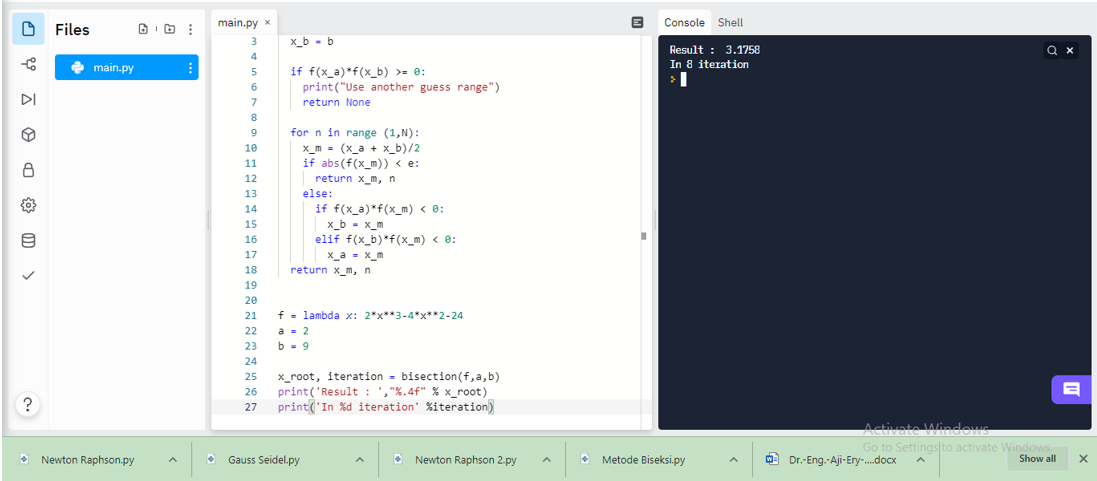 Files
main.py
main.py ×
3 x_b = b
4
5 if f(x_a)*f(x_b) >= 0:
6 print("Use another guess range")
7 return None
8
9 for n in range (1,N):
10 x_m = (x_a + x_b)/2
11 if abs(f(x_m)) < e:
12 return x_m, n
13 else:
14 if f(x_a)*f(x_m) < 0:
15 x_b = x_m
16 elif f(x_b)*f(x_m) < 0:
17 x_a = x_m
18 return x_m, n
19
20
21 f = lambda x: 2*x**3-4*x**2-24
22 a = 2
23 b = 9
24
25 x_root, iteration = bisection(f,a,b)
26 print('Result : ',"%.4f" % x_root)
27 print('In %d iteration' %iteration)
Console Shell
Result :  3.1758
In 8 iteration
Activate Windows
Go to Settings to activate Windows.
Newton Raphson.py
Gauss Seidel.py
Newton Raphson 2.py
Metode Biseksi.py
Dr.-Eng.-Aji-Ery-....docx
Show all